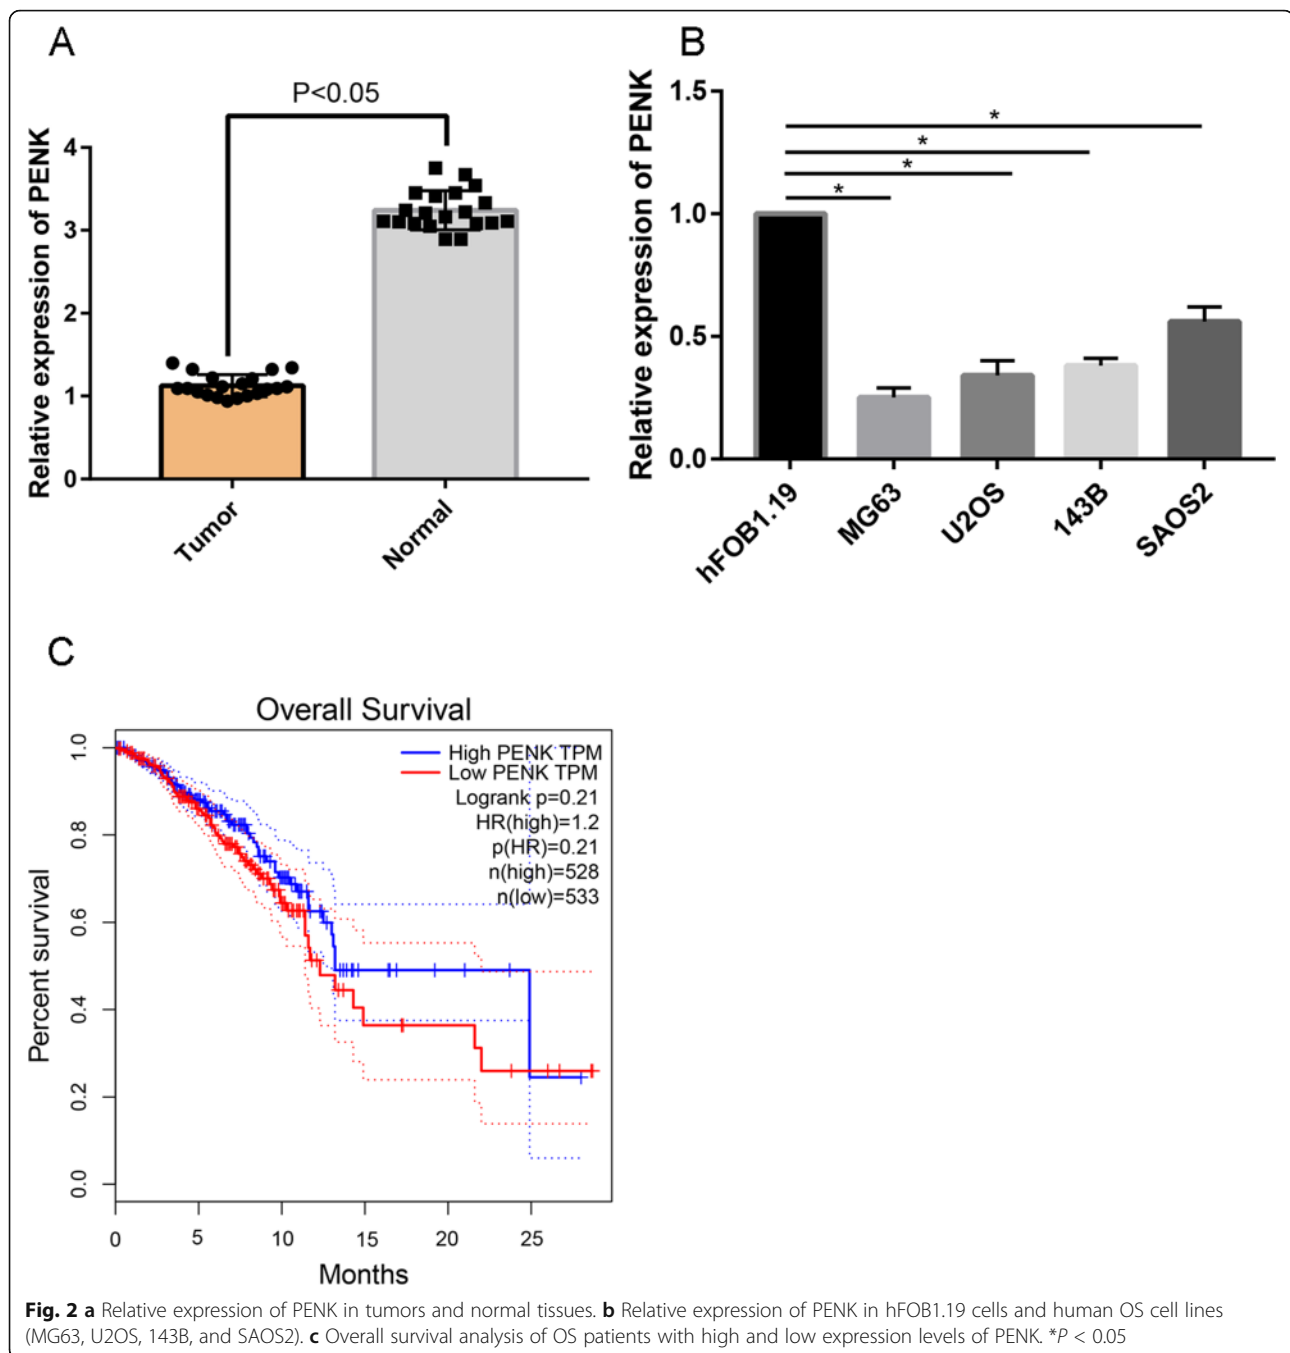 A
P<0.05
Relative expression of PENK
4
3
2
1
0
Tumor
Normal
B
Relative expression of PENK
1.5
1.0
0.5
0.0
*
*
*
*
hFOB1.19
MG63
U2OS
143B
SAOS2
C
Overall Survival
High PENK TPM
Low PENK TPM
Logrank p=0.21
HR(high)=1.2
p(HR)=0.21
n(high)=528
n(low)=533
Percent survival
1.0
0.8
0.6
0.4
0.2
0.0
0 5 10 15 20 25
Months
Fig. 2 a Relative expression of PENK in tumors and normal tissues. b Relative expression of PENK in hFOB1.19 cells and human OS cell lines
(MG63, U2OS, 143B, and SAOS2). c Overall survival analysis of OS patients with high and low expression levels of PENK. *P < 0.05